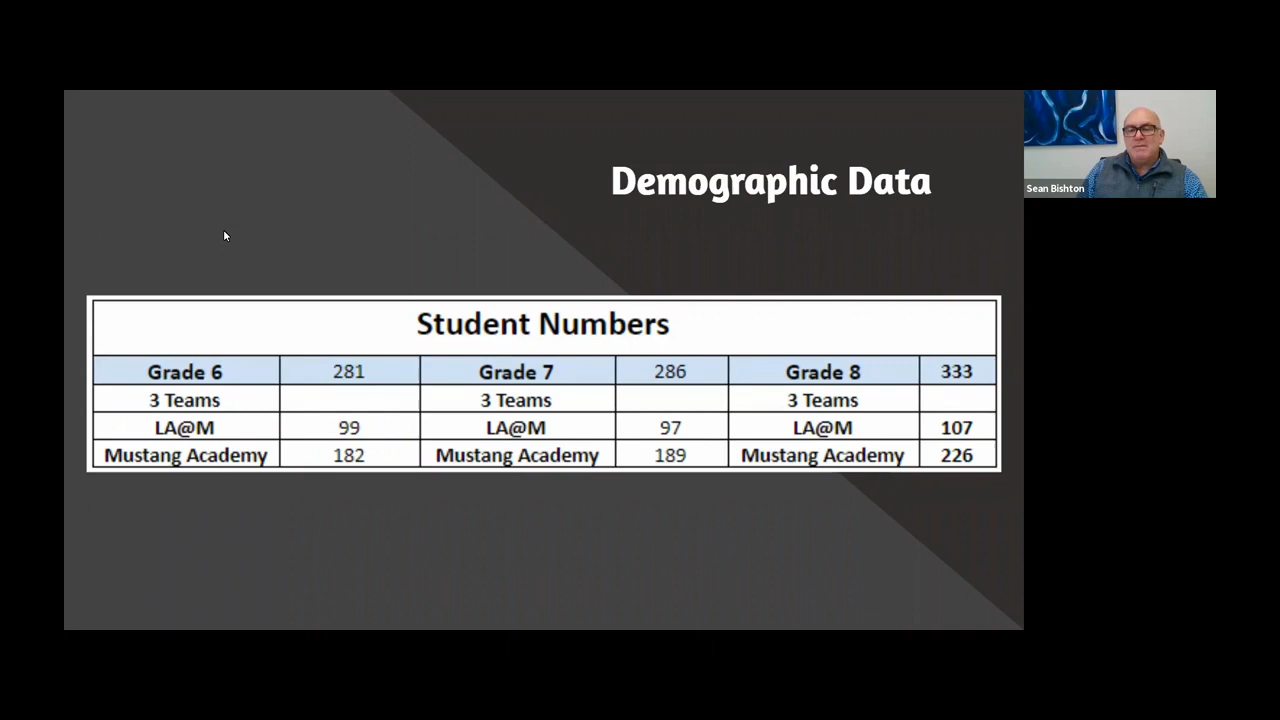 Demographic Data
Sean Bishton
Student Numbers
Grade 6 281 Grade 7 286 Grade 8 333
3 Teams 3 Teams 3 Teams
LA@M 99 LA@M 97 LA@M 107
Mustang Academy 182 Mustang Academy 189 Mustang Academy 226